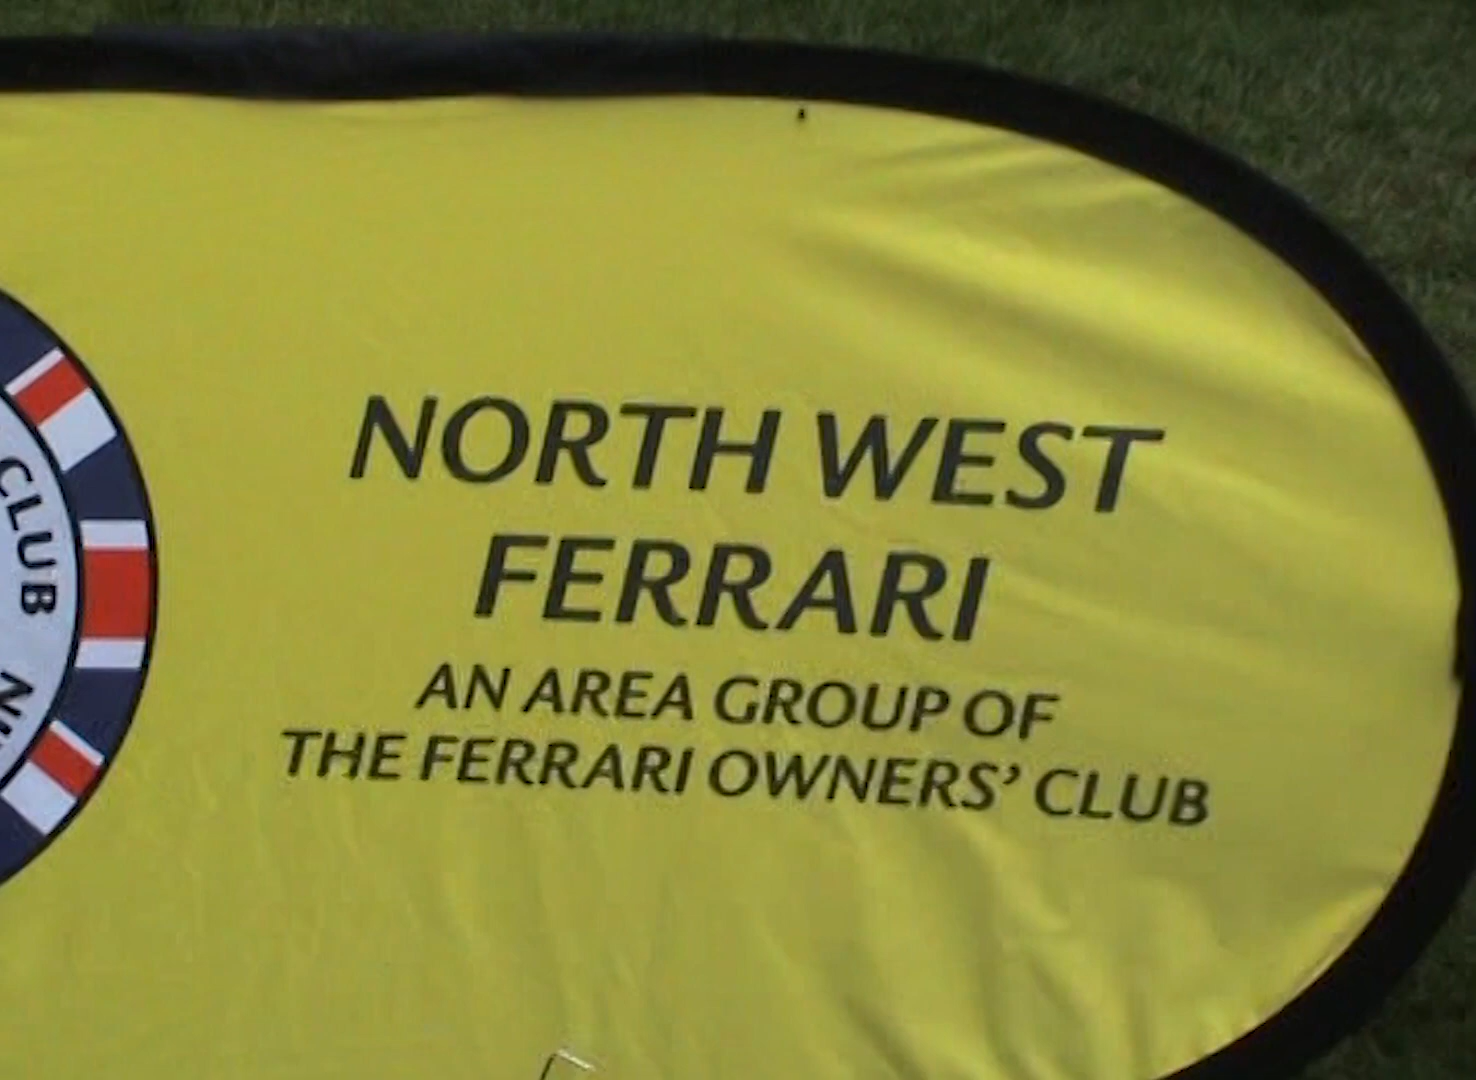 NORTH WEST
FERRARI
AN AREA GROUP OF
THE FERRARI OWNERS' CLUB
CLUB